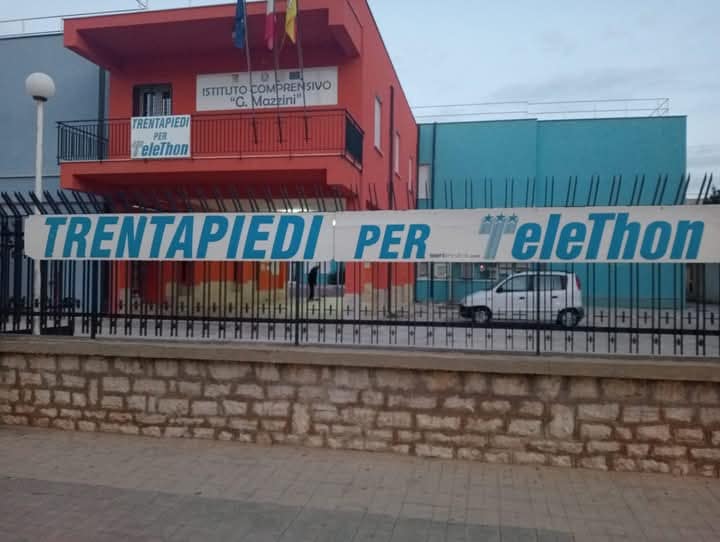 ISTITUTO COMPRENSIVO
"G. Mazzini"
TRENTAPIEDI
PER
TeleThon
TRENTAPIEDI PER TeleThon